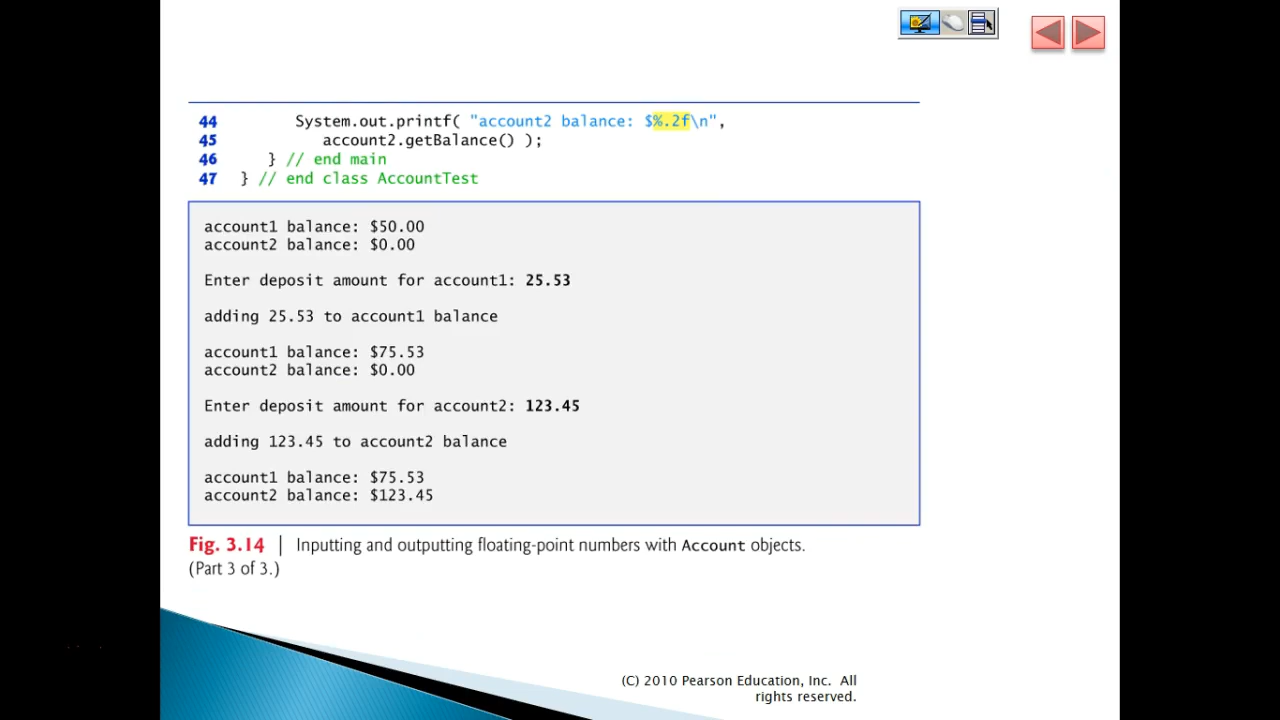 44 System.out.printf( "account2 balance: $%.2f\n",
45 account2.getBalance() );
46 } // end main
47 } // end class AccountTest
account1 balance: $50.00
account2 balance: $0.00
Enter deposit amount for account1: 25.53
adding 25.53 to account1 balance
account1 balance: $75.53
account2 balance: $0.00
Enter deposit amount for account2: 123.45
adding 123.45 to account2 balance
account1 balance: $75.53
account2 balance: $123.45
Fig. 3.14 | Inputting and outputting floating-point numbers with Account objects.
(Part 3 of 3.)
(C) 2010 Pearson Education, Inc. All
rights reserved.